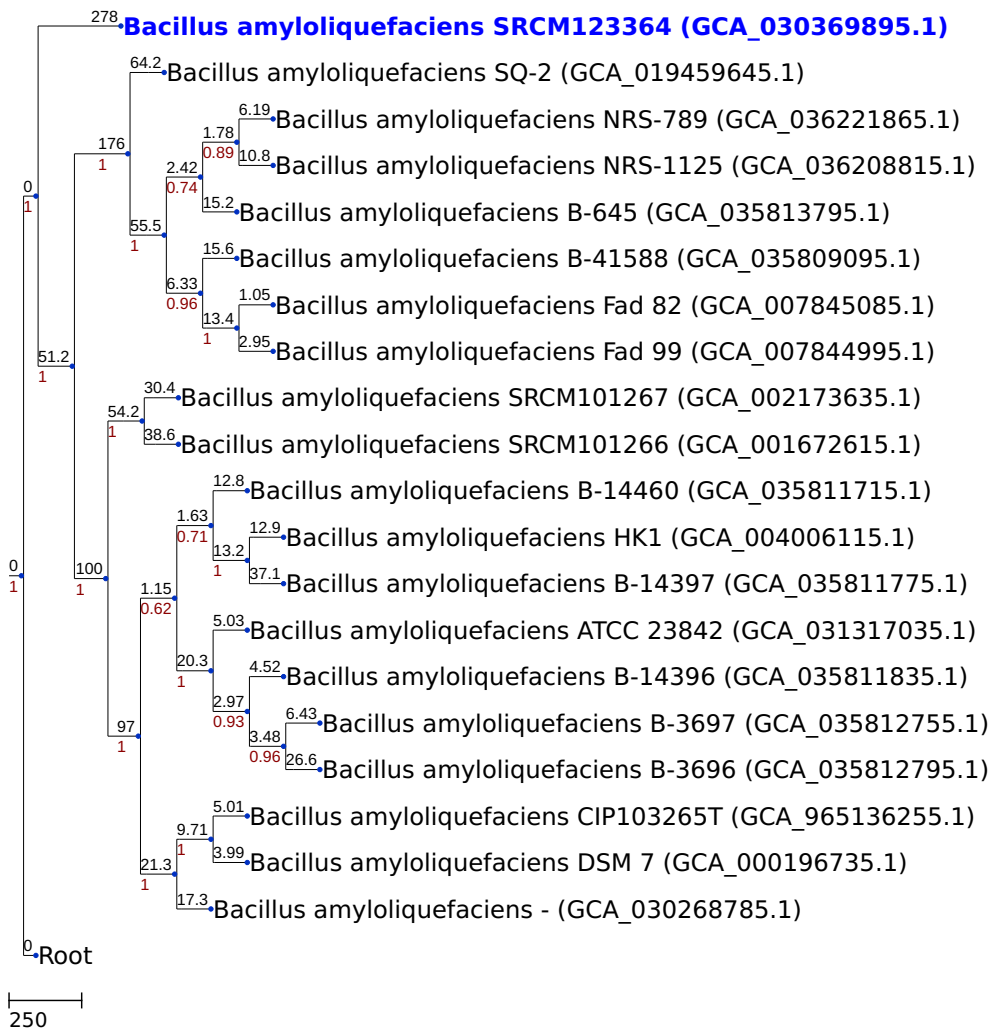 278 Bacillus amyloliquefaciens SRCM123364 (GCA_030369895.1)
64.2 Bacillus amyloliquefaciens SQ-2 (GCA_019459645.1)
6.19 Bacillus amyloliquefaciens NRS-789 (GCA_036221865.1)
1.78
176
0.89
1
10.8 Bacillus amyloliquefaciens NRS-1125 (GCA_036208815.1)
2.42
0.74
0
1
15.2 Bacillus amyloliquefaciens B-645 (GCA_035813795.1)
55.5
1
15.6 Bacillus amyloliquefaciens B-41588 (GCA_035809095.1)
6.33
0.96
1.05 Bacillus amyloliquefaciens Fad 82 (GCA_007845085.1)
13.4
1
2.95 Bacillus amyloliquefaciens Fad 99 (GCA_007844995.1)
51.2
1
30.4 Bacillus amyloliquefaciens SRCM101267 (GCA_002173635.1)
54.2
1
38.6 Bacillus amyloliquefaciens SRCM101266 (GCA_001672615.1)
12.8 Bacillus amyloliquefaciens B-14460 (GCA_035811715.1)
1.63
0.71
12.9 Bacillus amyloliquefaciens HK1 (GCA_004006115.1)
13.2
1
0
1
100
1
37.1 Bacillus amyloliquefaciens B-14397 (GCA_035811775.1)
1.15
0.62
5.03 Bacillus amyloliquefaciens ATCC 23842 (GCA_031317035.1)
20.3
1
4.52 Bacillus amyloliquefaciens B-14396 (GCA_035811835.1)
2.97
0.93
6.43 Bacillus amyloliquefaciens B-3697 (GCA_035812755.1)
97
1
3.48
0.96
26.6 Bacillus amyloliquefaciens B-3696 (GCA_035812795.1)
5.01 Bacillus amyloliquefaciens CIP103265T (GCA_965136255.1)
9.71
1
3.99 Bacillus amyloliquefaciens DSM 7 (GCA_000196735.1)
21.3
1
17.3 Bacillus amyloliquefaciens - (GCA_030268785.1)
0 Root
250